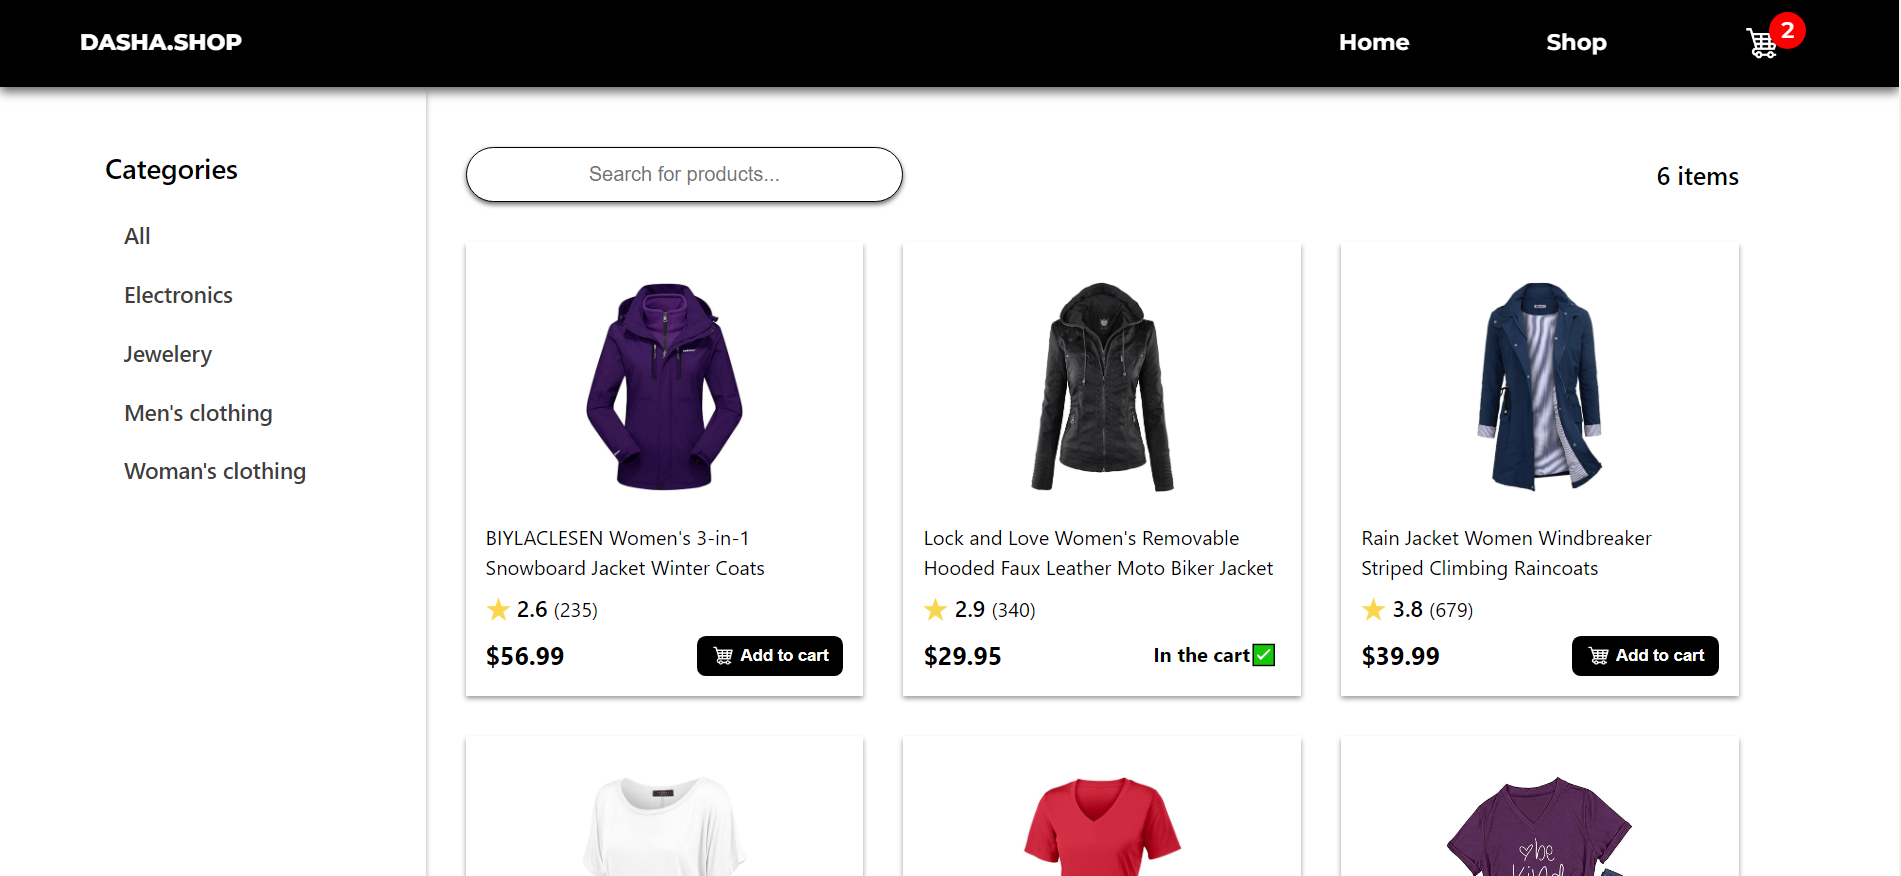 DASHA.SHOP
Home
Shop
2
Categories
All
Electronics
Jewelery
Men's clothing
Woman's clothing
Search for products...
6 items
BIYLACLESEN Women's 3-in-1
Snowboard Jacket Winter Coats
2.6 (235)
$56.99
Add to cart
Lock and Love Women's Removable
Hooded Faux Leather Moto Biker Jacket
2.9 (340)
$29.95
In the cart
Rain Jacket Women Windbreaker
Striped Climbing Raincoats
3.8 (679)
$39.99
Add to cart
be
kind